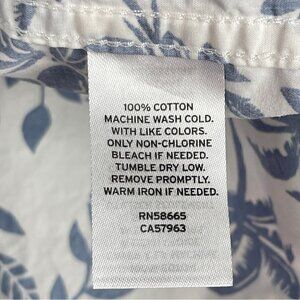 100% COTTON
MACHINE WASH COLD.
WITH LIKE COLORS.
ONLY NON-CHLORINE
BLEACH IF NEEDED.
TUMBLE DRY LOW.
REMOVE PROMPTLY.
WARM IRON IF NEEDED.
RN58665
CA57963